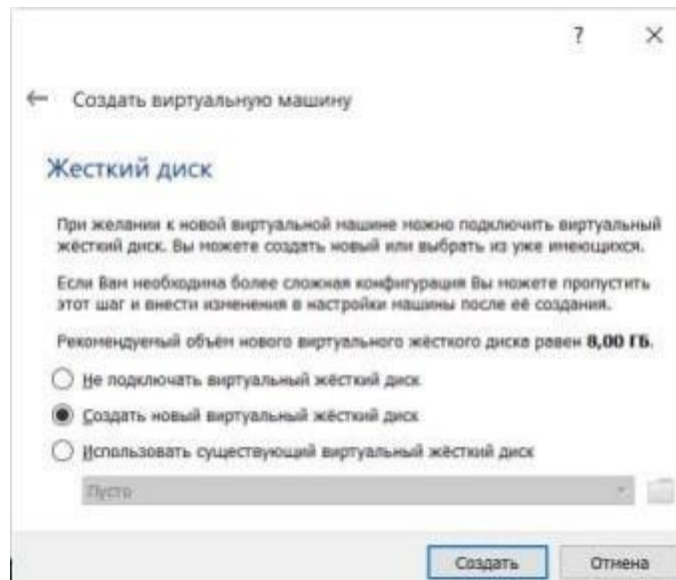 ?
Создать виртуальную машину
Жесткий диск
При желании к новой виртуальной машине можно подключить виртуальный
жёсткий диск. Вы можете создать новый или выбрать из уже имеющихся.
Если Вам необходима более сложная конфигурация Вы можете пропустить
этот шаг и внести изменения в настройки машины после её создания.
Рекомендуемый объём нового виртуального жёсткого диска равен 8,00 ГБ.
Не подключать виртуальный жёсткий диск
Создать новый виртуальный жёсткий диск
Использовать существующий виртуальный жёсткий диск
Пусто
Создать Отмена